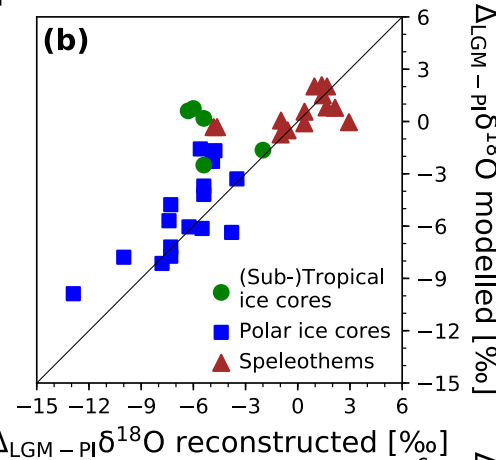 (b)
6
3
0
−3
−6
−9
−12
−15
Δ_LGM−PI δ¹⁸O modelled [‰]
(Sub-)Tropical
ice cores
Polar ice cores
Speleothems
−15 −12 −9 −6 −3 0 3 6
Δ_LGM−PI δ¹⁸O reconstructed [‰]